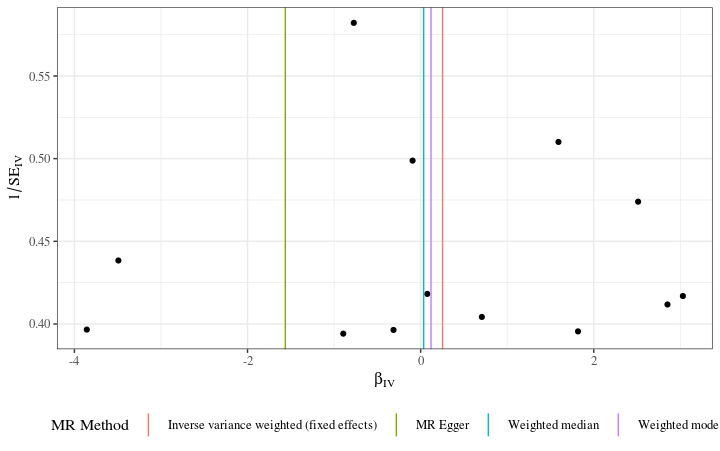 0.55
0.50
0.45
0.40
1/SE_IV
-4
-2
0
2
β_IV
MR Method
Inverse variance weighted (fixed effects)
MR Egger
Weighted median
Weighted mode